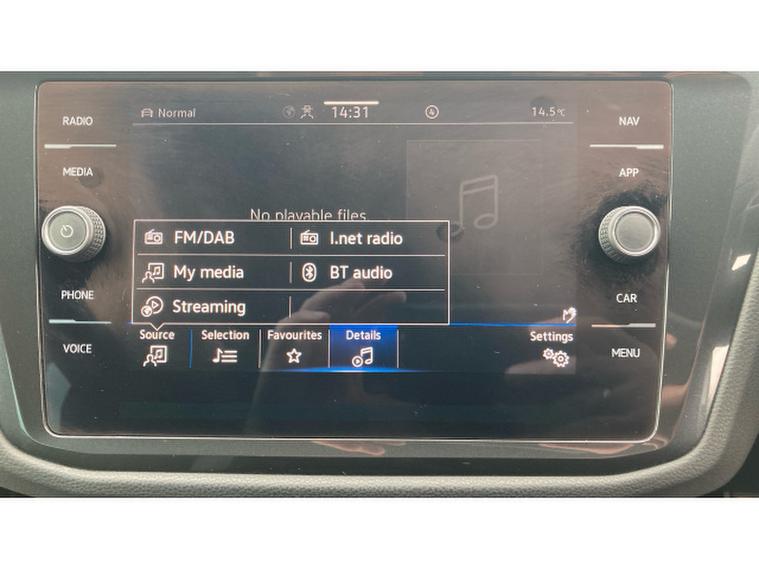 RADIO
MEDIA
PHONE
VOICE
Normal 14:31 4 14.5°C
No playable files.
FM/DAB I.net radio
My media BT audio
Streaming
Source Selection Favourites Details Settings
NAV
APP
CAR
MENU